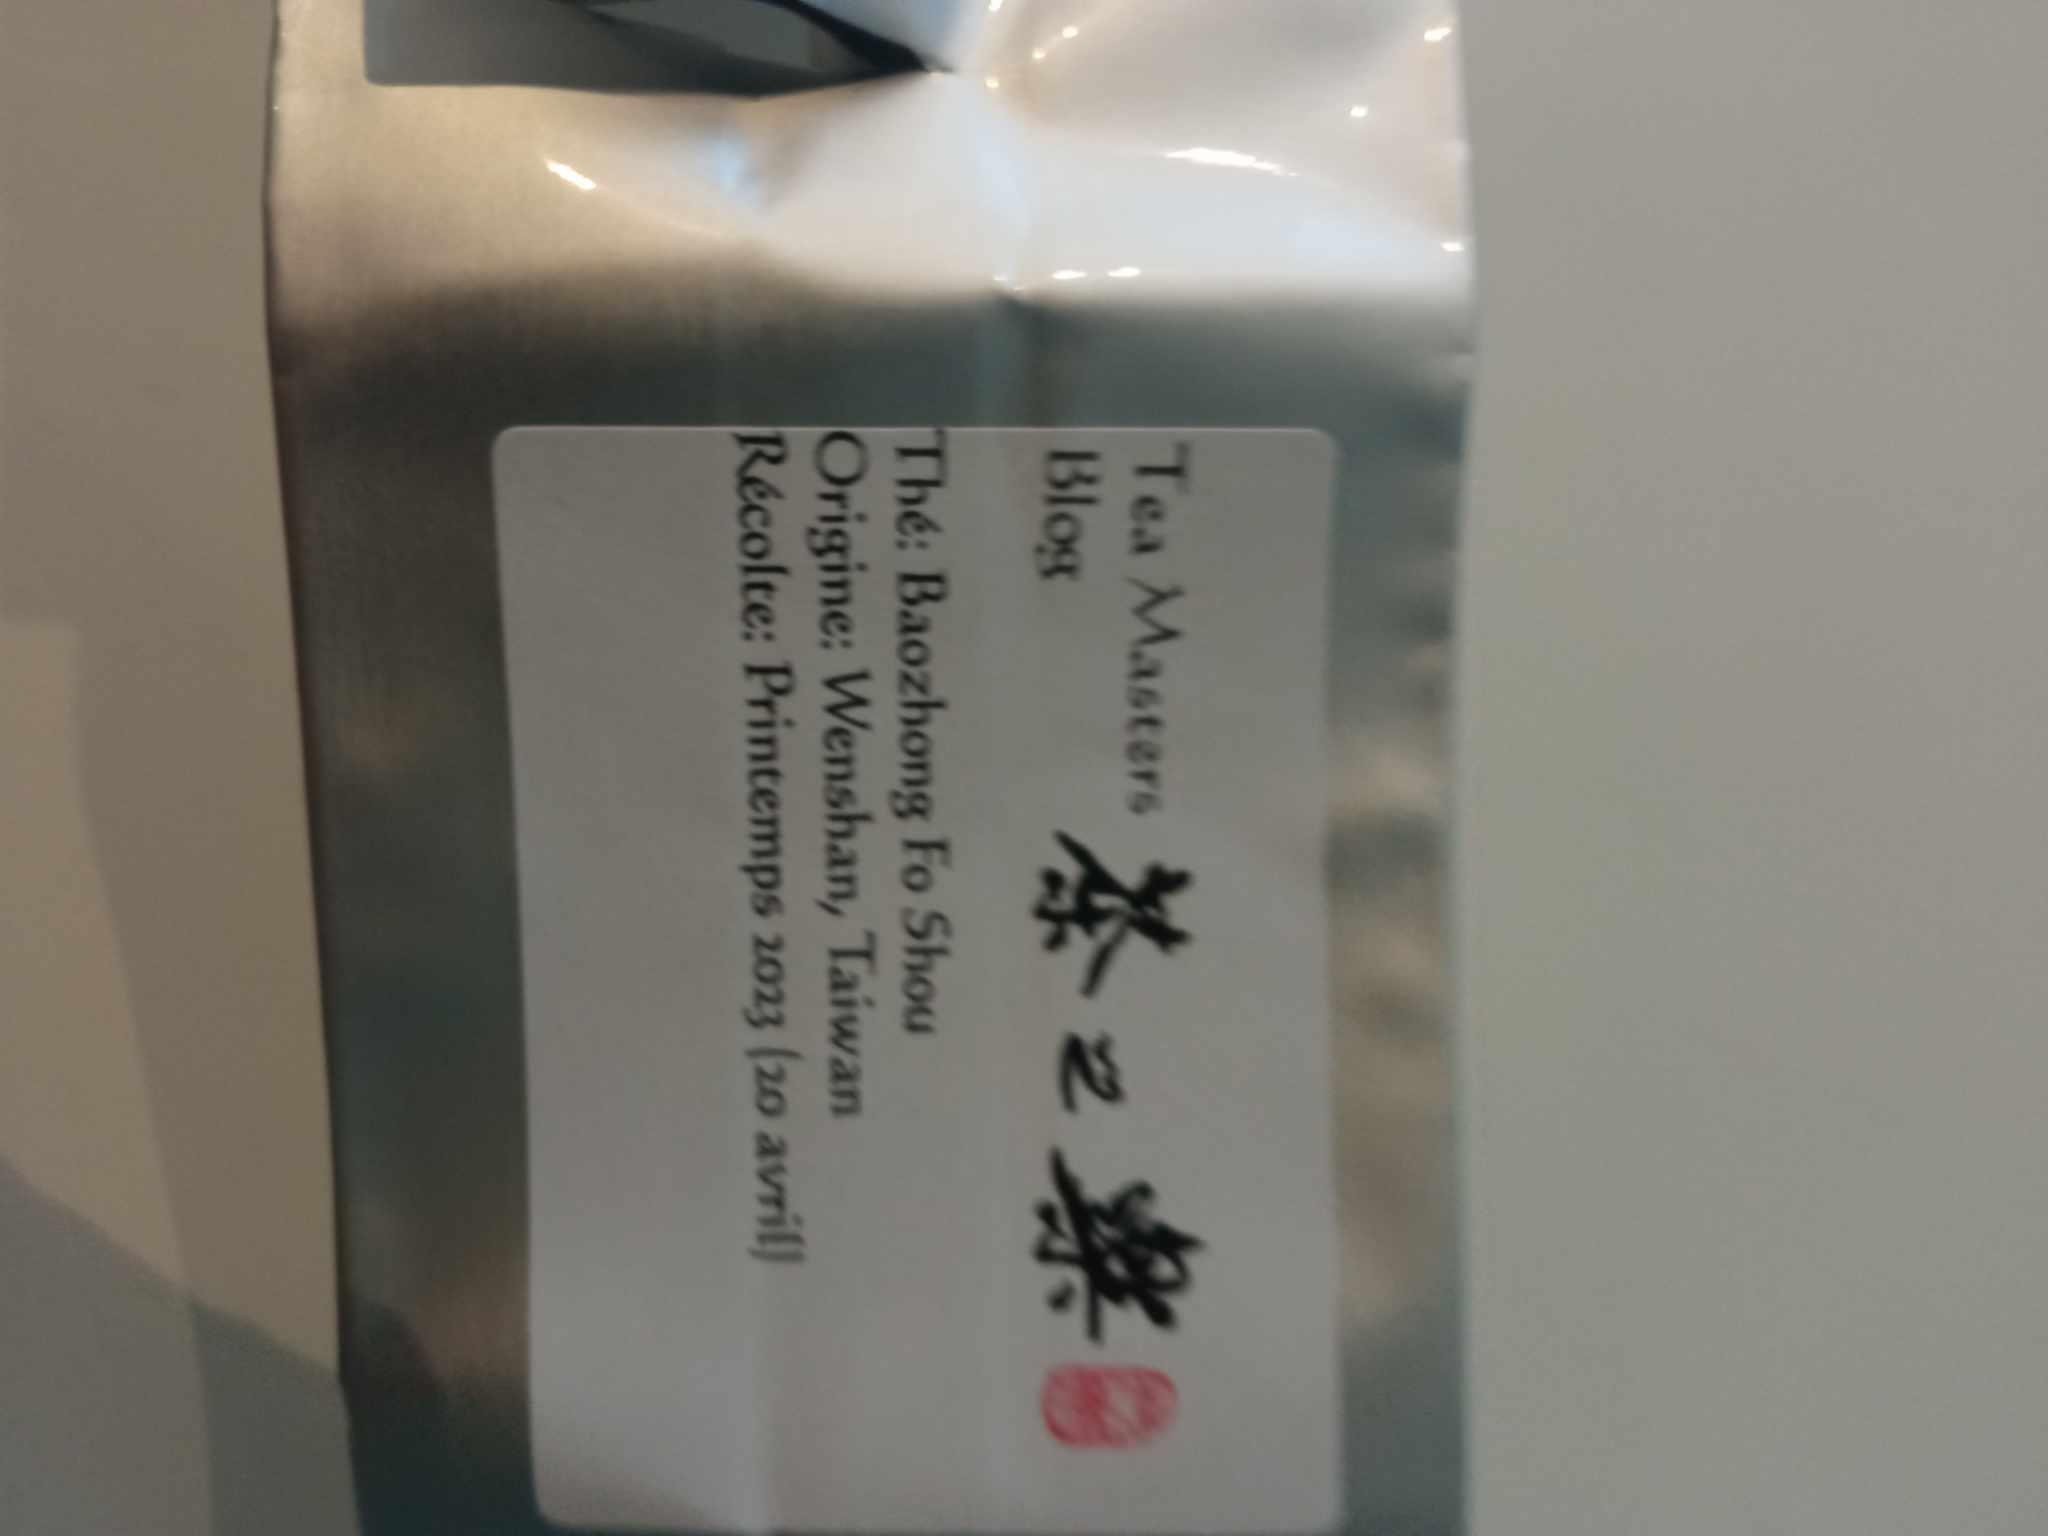 Tea Masters
Blog
茶之樂
Thé: Baozhong Fo Shou
Origine: Wenshan, Taiwan
Récolte: Printemps 2023 (20 avril)